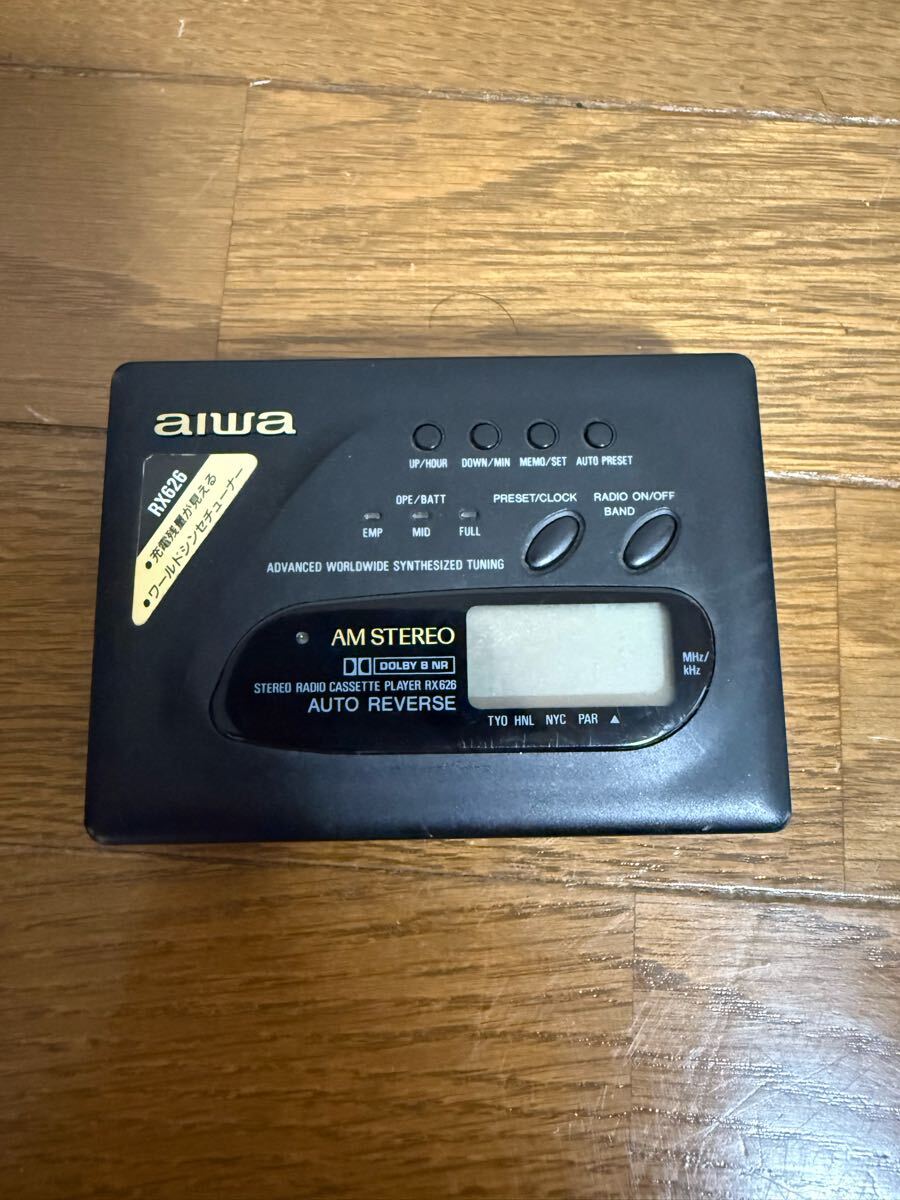 aiwa
RX626
●充電残量が見える
●ワールドシンセチューナー
UP/HOUR DOWN/MIN MEMO/SET AUTO PRESET
OPE/BATT
EMP MID FULL
PRESET/CLOCK
RADIO ON/OFF
BAND
ADVANCED WORLDWIDE SYNTHESIZED TUNING
AM STEREO
DOLBY B NR
STEREO RADIO CASSETTE PLAYER RX626
AUTO REVERSE
MHz/
kHz
TYO HNL NYC PAR ▲